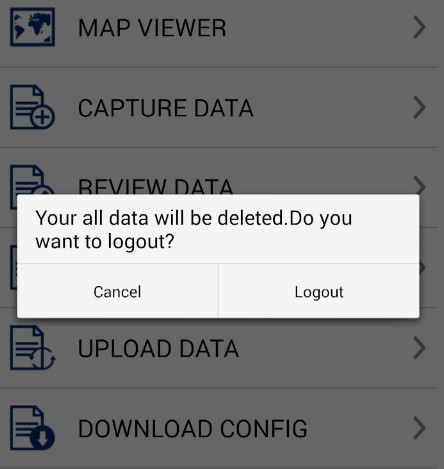 MAP VIEWER
CAPTURE DATA
REVIEW DATA
Your all data will be deleted.Do you
want to logout?
Cancel
Logout
UPLOAD DATA
DOWNLOAD CONFIG